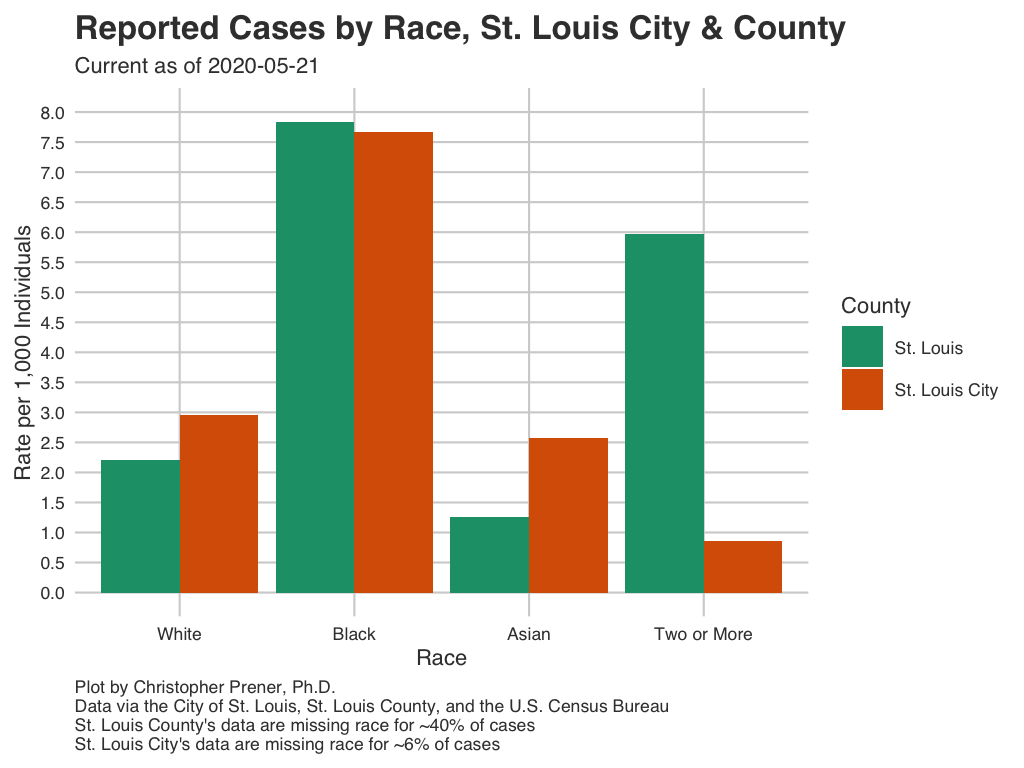 Reported Cases by Race, St. Louis City & County
Current as of 2020-05-21
Rate per 1,000 Individuals
8.0
7.5
7.0
6.5
6.0
5.5
5.0
4.5
4.0
3.5
3.0
2.5
2.0
1.5
1.0
0.5
0.0
White
Black
Asian
Two or More
Race
County
St. Louis
St. Louis City
Plot by Christopher Prener, Ph.D.
Data via the City of St. Louis, St. Louis County, and the U.S. Census Bureau
St. Louis County's data are missing race for ~40% of cases
St. Louis City's data are missing race for ~6% of cases